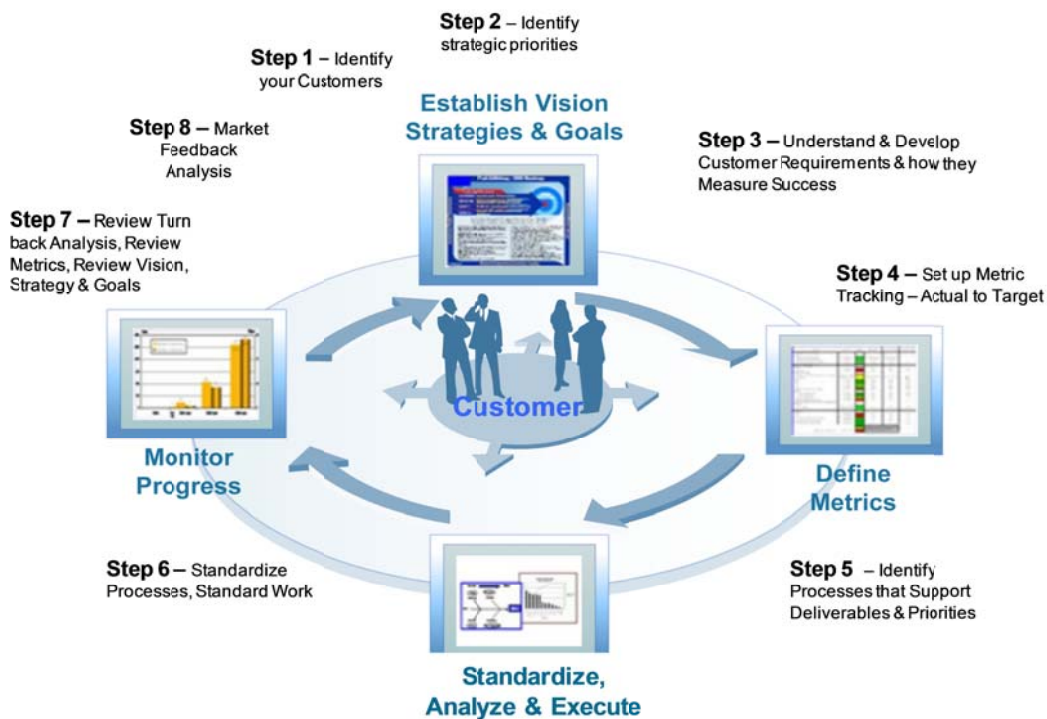 Step 1 – Identify
your Customers
Step 2 – Identify
strategic priorities
Establish Vision
Strategies & Goals
Step 3 – Understand & Develop
Customer Requirements & how they
Measure Success
Step 4 – Set up Metric
Tracking – Actual to Target
Define
Metrics
Step 5 – Identify
Processes that Support
Deliverables & Priorities
Standardize,
Analyze & Execute
Step 6 – Standardize
Processes, Standard Work
Monitor
Progress
Step 7 – Review Turn
back Analysis, Review
Metrics, Review Vision,
Strategy & Goals
Step 8 – Market
Feedback
Analysis
Customer